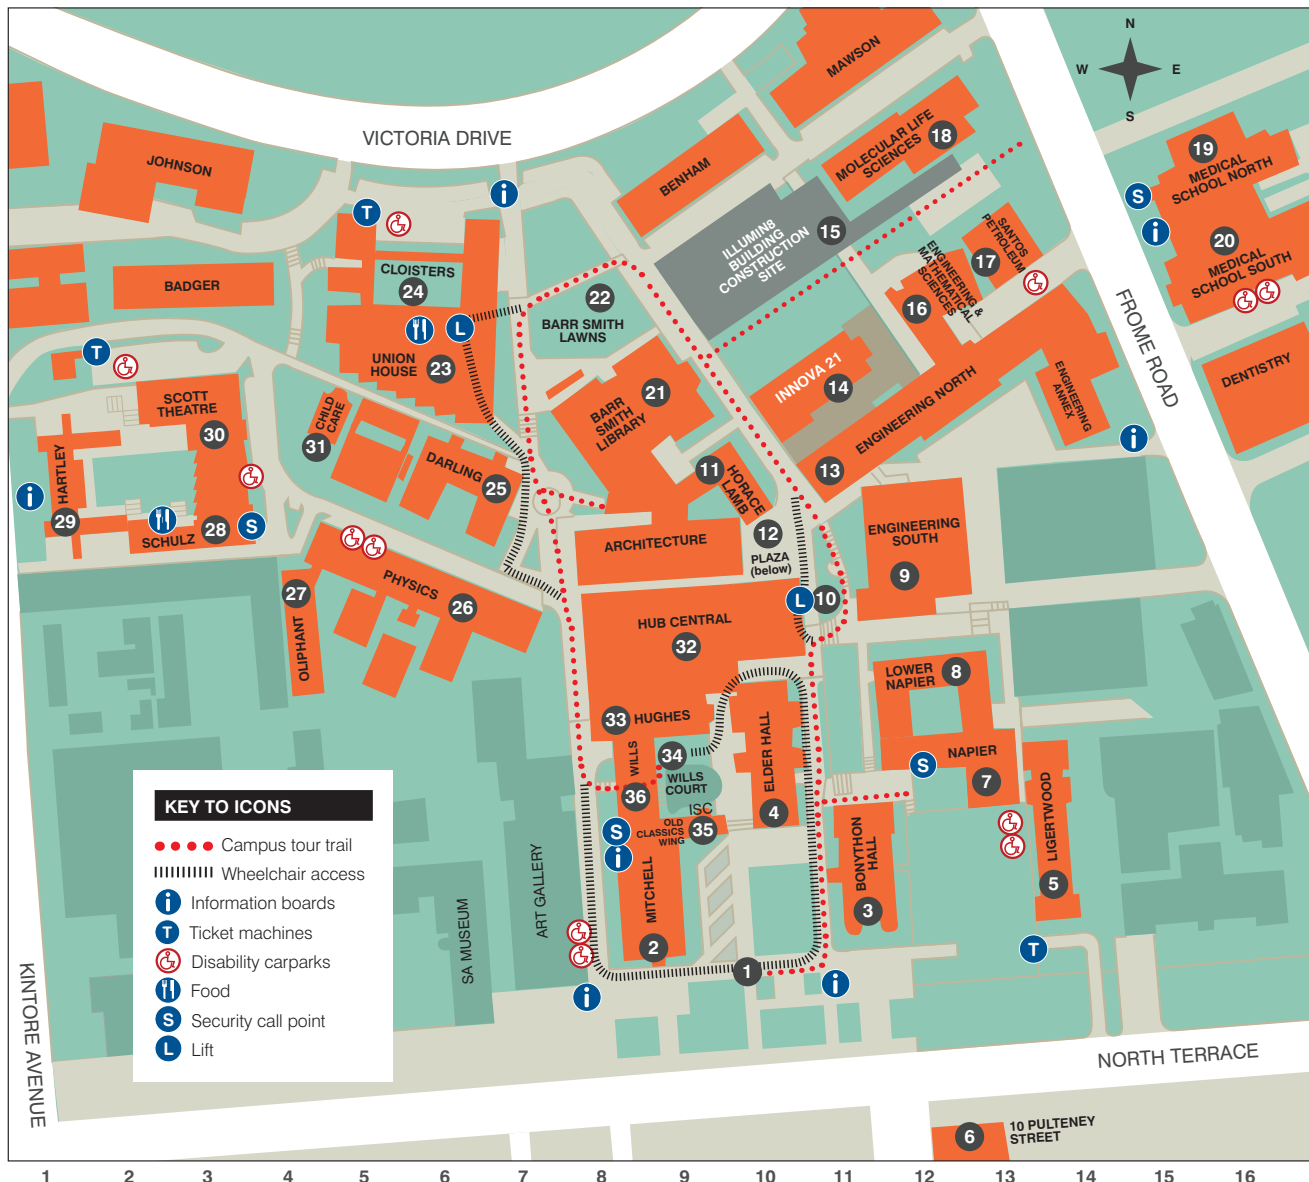 N
W E
S
MAWSON
VICTORIA DRIVE
MOLECULAR LIFE
SCIENCES
18
19
MEDICAL
SCHOOL NORTH
JOHNSON
BENHAM
i
S
T
i
ILLUMIN8
BUILDING
CONSTRUCTION
SITE
15
SANTOS
PETROLEUM
17
20
MEDICAL
SCHOOL SOUTH
CLOISTERS
24
BADGER
22
BARR SMITH
LAWNS
ENGINEERING &
MATHEMATICAL
SCIENCES
16
FROME ROAD
L
UNION
HOUSE
23
T
INNOVA 21
14
DENTISTRY
SCOTT
THEATRE
30
CHILD
CARE
31
21
BARR
SMITH
LIBRARY
ENGINEERING NORTH
13
ENGINEERING
ANNEX
i
HARTLEY
29
i
DARLING
25
11
HORACE
LAMB
SCHULZ
28
S
ARCHITECTURE
12
PLAZA
(below)
ENGINEERING
SOUTH
9
PHYSICS
26
27
OLIPHANT
L
10
HUB CENTRAL
32
LOWER
NAPIER
8
33
HUGHES
34
WILLS
36
WILLS
COURT
ELDER HALL
4
NAPIER
7
S
ISC
OLD
CLASSICS
WING
35
S
i
MITCHELL
2
BONYTHON
HALL
3
LIGERTWOOD
5
T
1
i
i
ART GALLERY
SA MUSEUM
KINTORE AVENUE
KEY TO ICONS
Campus tour trail
Wheelchair access
i Information boards
T Ticket machines
Disability carparks
Food
S Security call point
L Lift
NORTH TERRACE
6
10 PULTENEY
STREET
1 2 3 4 5 6 7 8 9 10 11 12 13 14 15 16